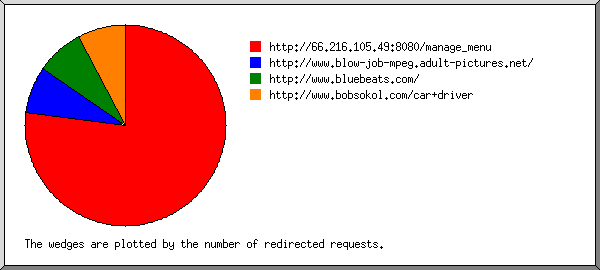 http://66.216.105.49:8080/manage_menu
http://www.blow-job-mpeg.adult-pictures.net/
http://www.bluebeats.com/
http://www.bobsokol.com/car+driver
The wedges are plotted by the number of redirected requests.